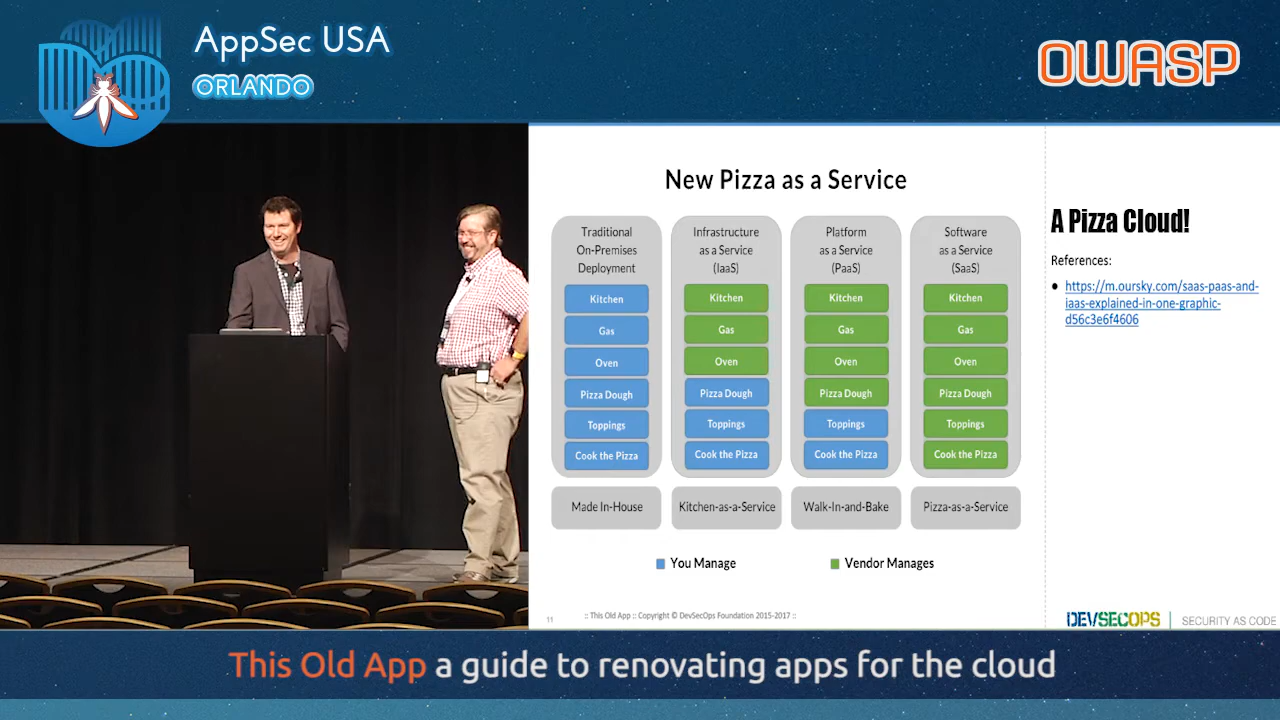 AppSec USA
ORLANDO
OWASP
New Pizza as a Service
Traditional
On-Premises
Deployment
Kitchen
Gas
Oven
Pizza Dough
Toppings
Cook the Pizza
Made In-House
Infrastructure
as a Service
(IaaS)
Kitchen
Gas
Oven
Pizza Dough
Toppings
Cook the Pizza
Kitchen-as-a-Service
Platform
as a Service
(PaaS)
Kitchen
Gas
Oven
Pizza Dough
Toppings
Cook the Pizza
Walk-In-and-Bake
Software
as a Service
(SaaS)
Kitchen
Gas
Oven
Pizza Dough
Toppings
Cook the Pizza
Pizza-as-a-Service
You Manage
Vendor Manages
A Pizza Cloud!
References:
• https://m.oursky.com/saas-paas-and-
iaas-explained-in-one-graphic-
d56c3e6f4606
11
:: This Old App :: Copyright © DevSecOps Foundation 2015-2017 ::
DEVSECOPS | SECURITY AS CODE
This Old App a guide to renovating apps for the cloud